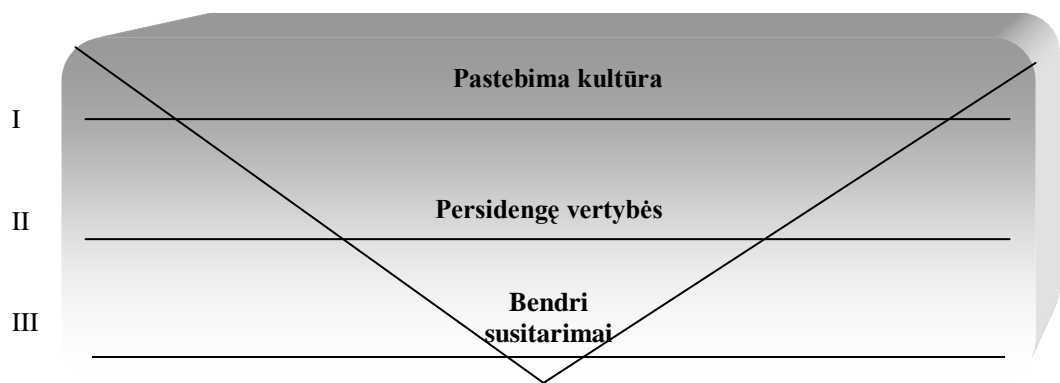 Pastebima kultūra
I
Persidengę vertybės
II
Bendri
III
susitarimai